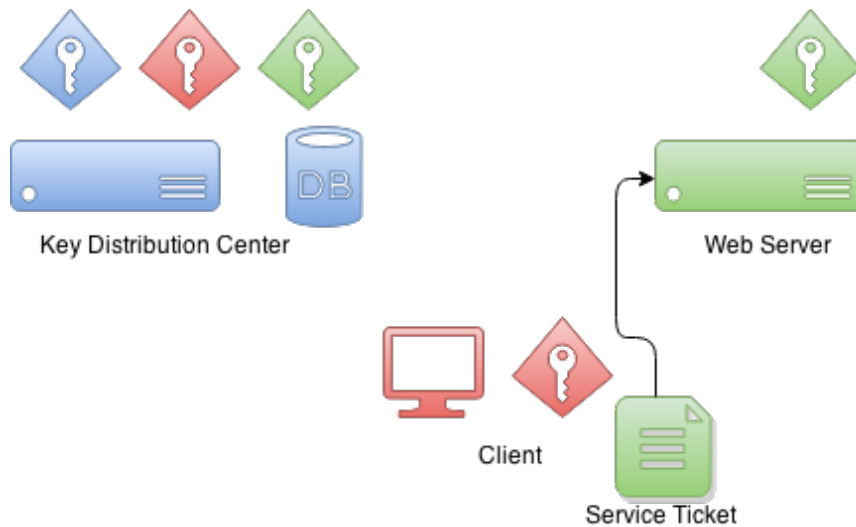 DB
Key Distribution Center
Web Server
Client
Service Ticket